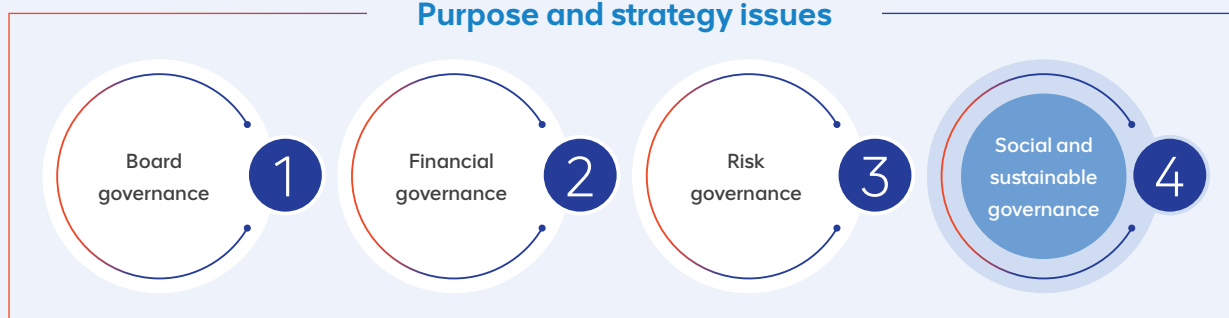 Purpose and strategy issues
Board
governance
1
Financial
governance
2
Risk
governance
3
Social and
sustainable
governance
4